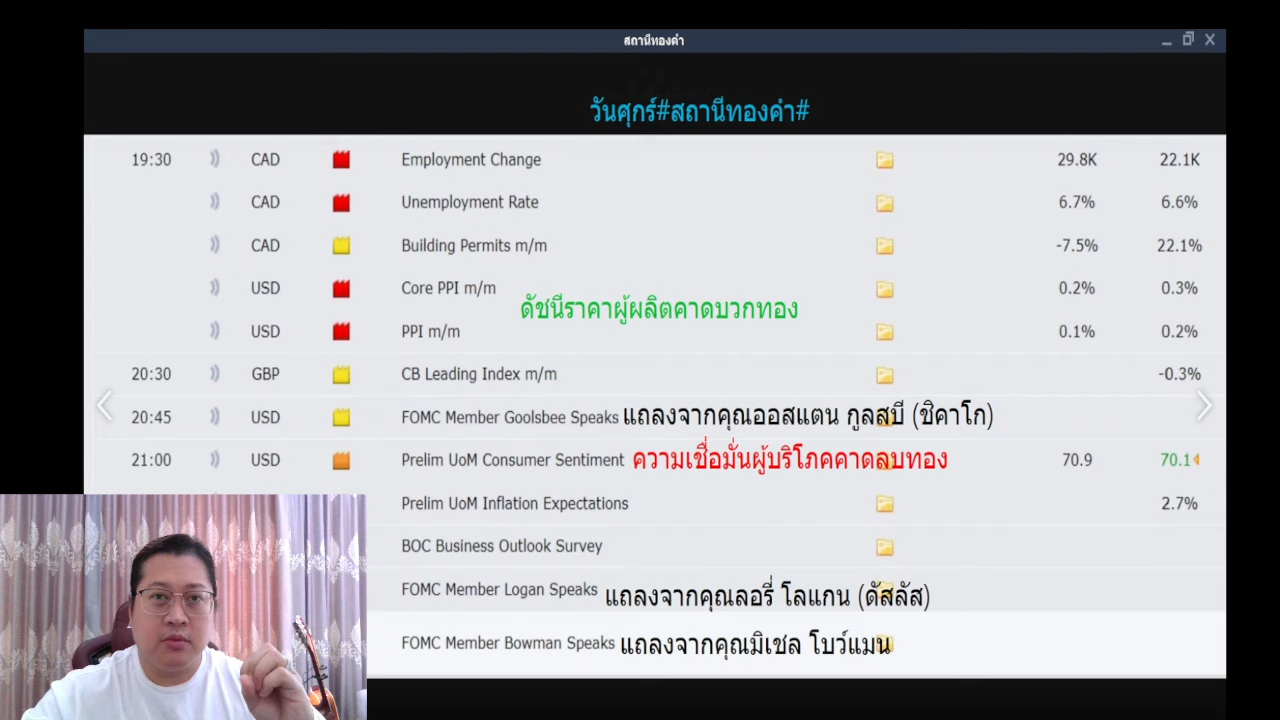 สถานีทองคำ
วันศุกร์#สถานีทองคำ#
19:30 CAD Employment Change 29.8K 22.1K
CAD Unemployment Rate 6.7% 6.6%
CAD Building Permits m/m -7.5% 22.1%
USD Core PPI m/m 0.2% 0.3%
ดัชนีราคาผู้ผลิตคาดบวกทอง
USD PPI m/m 0.1% 0.2%
20:30 GBP CB Leading Index m/m -0.3%
20:45 USD FOMC Member Goolsbee Speaks แถลงจากคุณออสแตน กูลสบี (ชิคาโก)
21:00 USD Prelim UoM Consumer Sentiment ความเชื่อมั่นผู้บริโภคคาดลบทอง 70.9 70.1
Prelim UoM Inflation Expectations 2.7%
BOC Business Outlook Survey
FOMC Member Logan Speaks แถลงจากคุณลอรี่ โลแกน (ดัสลัส)
FOMC Member Bowman Speaks แถลงจากคุณมิเชล โบว์แมน